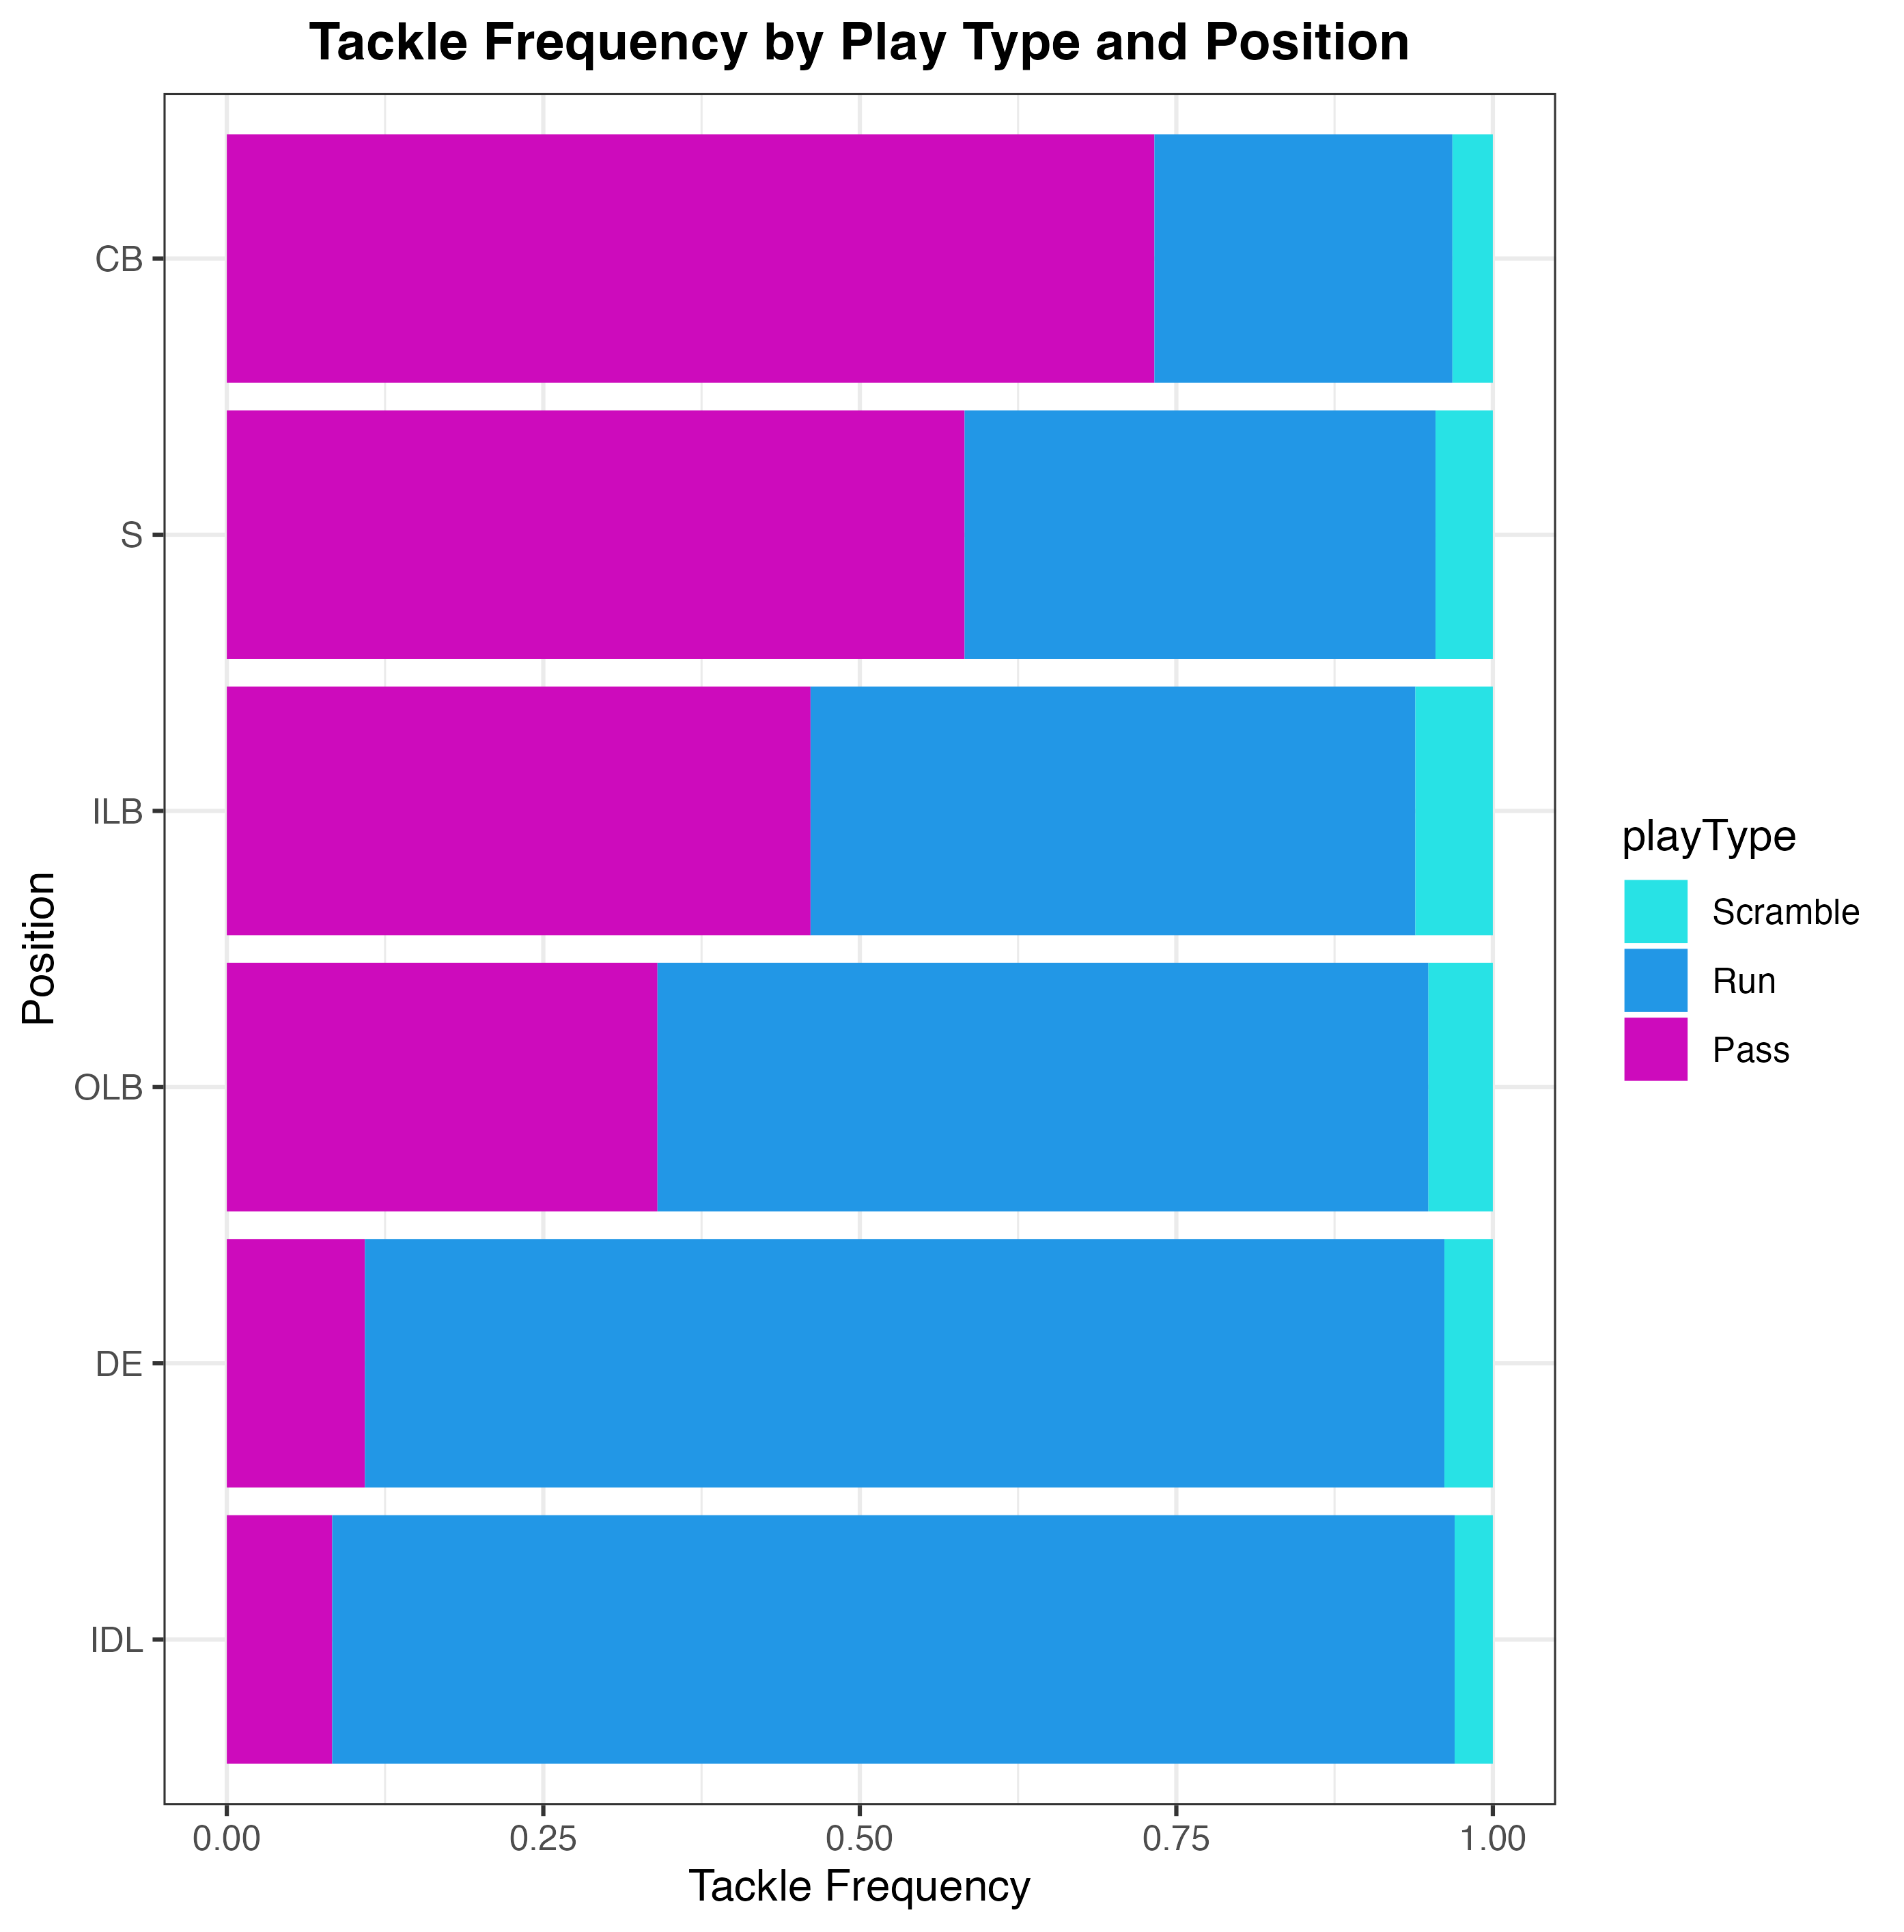 Tackle Frequency by Play Type and Position
CB
S
ILB
OLB
DE
IDL
Position
0.00 0.25 0.50 0.75 1.00
Tackle Frequency
playType
Scramble
Run
Pass